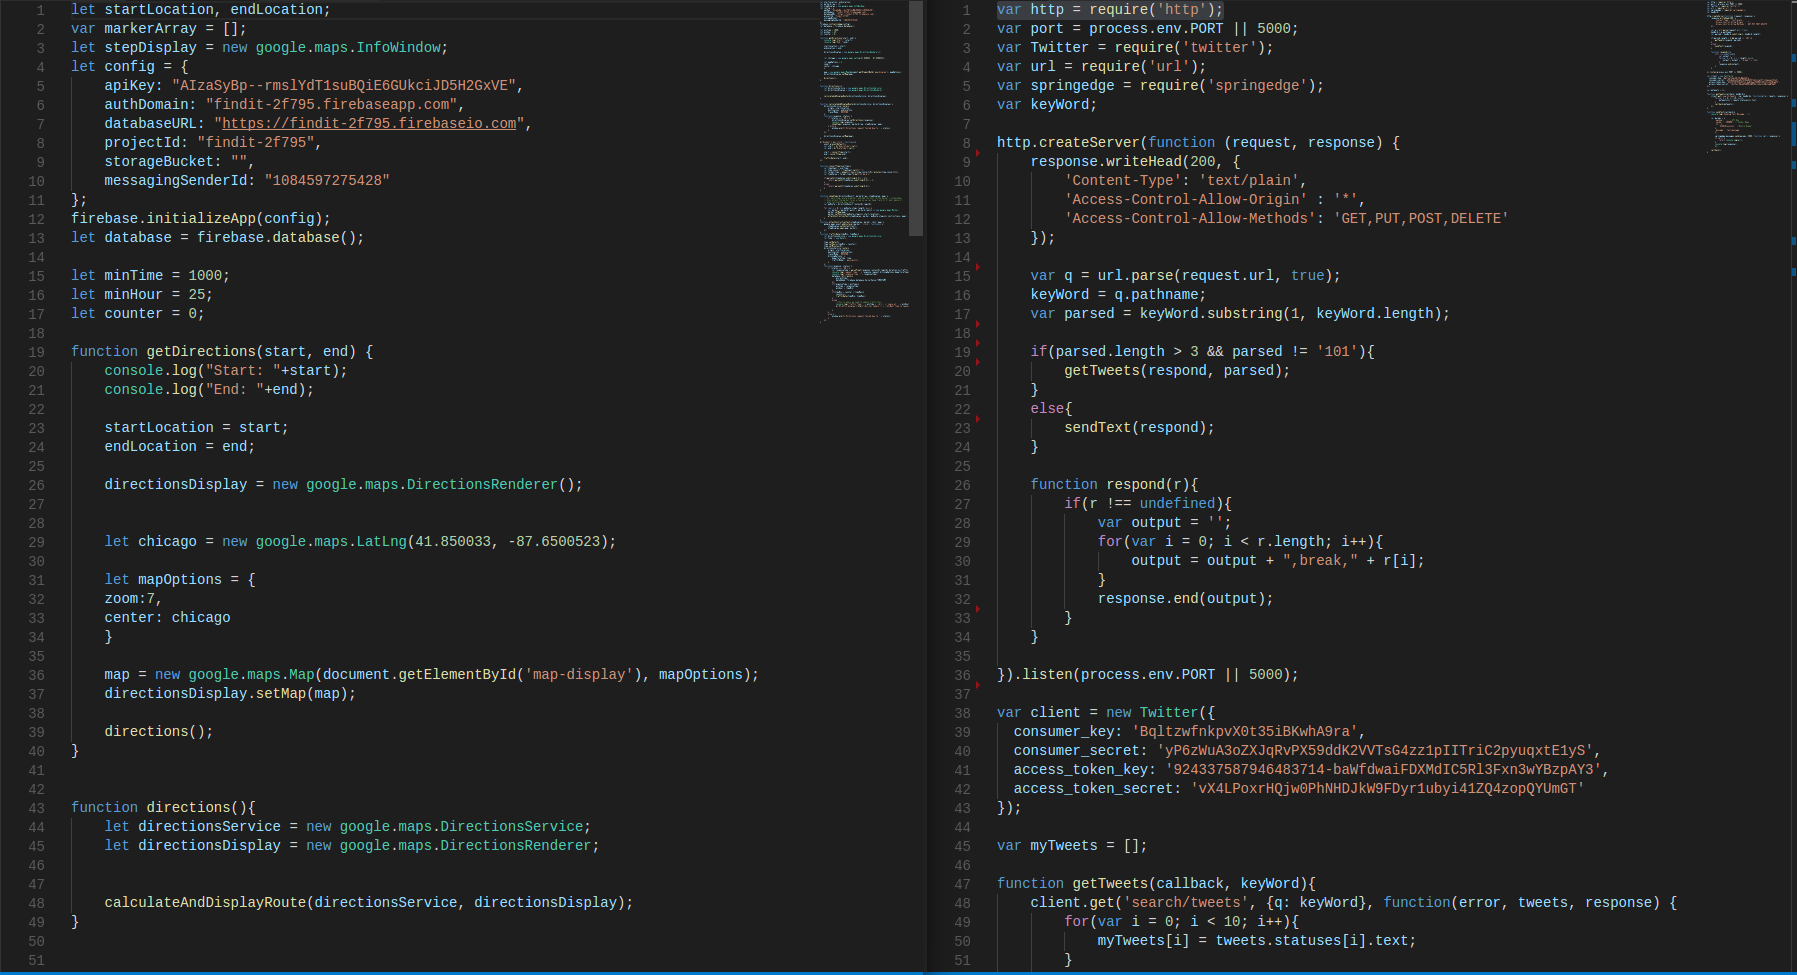 1 let startLocation, endLocation;
2 var markerArray = [];
3 let stepDisplay = new google.maps.InfoWindow;
4 let config = {
5 apiKey: "AIzaSyBp--rmslYdT1suBQiE6GUkciJD5H2GxVE",
6 authDomain: "findit-2f795.firebaseapp.com",
7 databaseURL: "https://findit-2f795.firebaseio.com",
8 projectId: "findit-2f795",
9 storageBucket: "",
10 messagingSenderId: "1084597275428"
11 };
12 firebase.initializeApp(config);
13 let database = firebase.database();
14
15 let minTime = 1000;
16 let minHour = 25;
17 let counter = 0;
18
19 function getDirections(start, end) {
20 console.log("Start: "+start);
21 console.log("End: "+end);
22
23 startLocation = start;
24 endLocation = end;
25
26 directionsDisplay = new google.maps.DirectionsRenderer();
27
28
29 let chicago = new google.maps.LatLng(41.850033, -87.6500523);
30
31 let mapOptions = {
32 zoom:7,
33 center: chicago
34 }
35
36 map = new google.maps.Map(document.getElementById('map-display'), mapOptions);
37 directionsDisplay.setMap(map);
38
39 directions();
40 }
41
42
43 function directions(){
44 let directionsService = new google.maps.DirectionsService;
45 let directionsDisplay = new google.maps.DirectionsRenderer;
46
47
48 calculateAndDisplayRoute(directionsService, directionsDisplay);
49 }
50
51
1 var http = require('http');
2 var port = process.env.PORT || 5000;
3 var Twitter = require('twitter');
4 var url = require('url');
5 var springedge = require('springedge');
6 var keyWord;
7
8 http.createServer(function (request, response) {
9 response.writeHead(200, {
10 'Content-Type': 'text/plain',
11 'Access-Control-Allow-Origin' : '*',
12 'Access-Control-Allow-Methods': 'GET,PUT,POST,DELETE'
13 });
14
15 var q = url.parse(request.url, true);
16 keyWord = q.pathname;
17 var parsed = keyWord.substring(1, keyWord.length);
18
19 if(parsed.length > 3 && parsed != '101'){
20 getTweets(respond, parsed);
21 }
22 else{
23 sendText(respond);
24 }
25
26 function respond(r){
27 if(r !== undefined){
28 var output = '';
29 for(var i = 0; i < r.length; i++){
30 output = output + ",break," + r[i];
31 }
32 response.end(output);
33 }
34 }
35
36 }).listen(process.env.PORT || 5000);
37
38 var client = new Twitter({
39 consumer_key: 'BqltzwfnkpvX0t35iBKwhA9ra',
40 consumer_secret: 'yP6zWuA3oZXJqRvPX59ddK2VVTsG4zz1pIITriC2pyuqxtE1yS',
41 access_token_key: '924337587946483714-baWfdwaiFDXMdIC5Rl3Fxn3wYBzpAY3',
42 access_token_secret: 'vX4LPoxrHQjw0PhNHDJkW9FDyr1ubyi41ZQ4zopQYUmGT'
43 });
44
45 var myTweets = [];
46
47 function getTweets(callback, keyWord){
48 client.get('search/tweets', {q: keyWord}, function(error, tweets, response) {
49 for(var i = 0; i < 10; i++){
50 myTweets[i] = tweets.statuses[i].text;
51 }